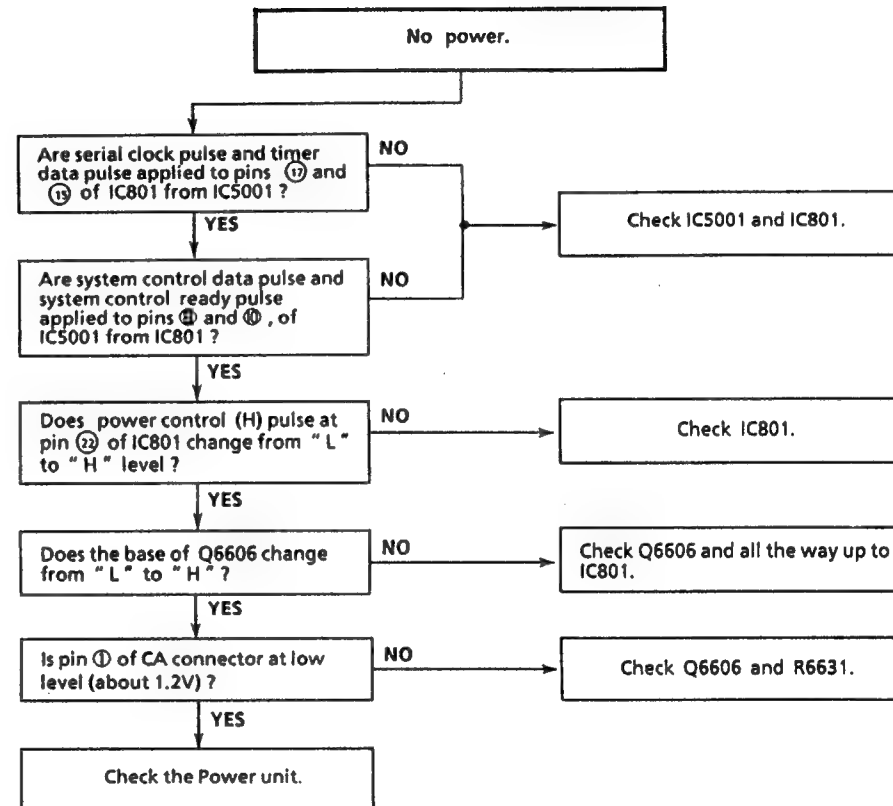 No power.
Are serial clock pulse and timer
data pulse applied to pins ⑰ and
⑮ of IC801 from IC5001 ?
NO
YES
Check IC5001 and IC801.
Are system control data pulse and
system control ready pulse
applied to pins and ⑩ , of
IC5001 from IC801 ?
NO
YES
Does power control (H) pulse at
pin ㉒ of IC801 change from " L "
to " H " level ?
NO
YES
Check IC801.
Does the base of Q6606 change
from " L " to " H " ?
NO
YES
Check Q6606 and all the way up to
IC801.
Is pin ① of CA connector at low
level (about 1.2V) ?
NO
YES
Check Q6606 and R6631.
Check the Power unit.